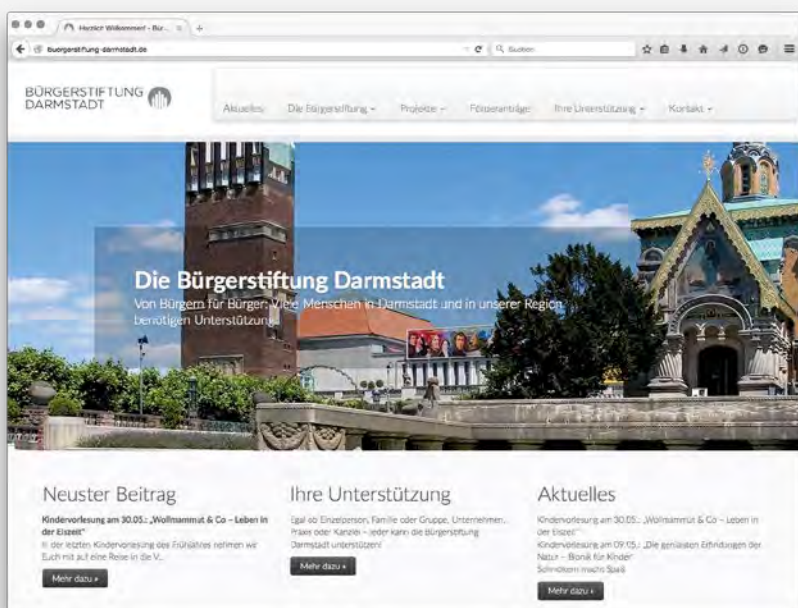 Herzlich Willkommen! - Bür...
buergerstiftung-darmstadt.de
Suchen
BÜRGERSTIFTUNG
DARMSTADT
Aktuelles
Die Bürgerstiftung
Projekte
Förderanträge
Ihre Unterstützung
Kontakt
Die Bürgerstiftung Darmstadt
Von Bürgern für Bürger: Viele Menschen in Darmstadt und in unserer Region
benötigen Unterstützung.
Neuster Beitrag
Kindervorlesung am 30.05.: „Wollmammut & Co – Leben in
der Eiszeit“
In der letzten Kindervorlesung des Frühjahres nehmen wir
Euch mit auf eine Reise in die V...
Mehr dazu »
Ihre Unterstützung
Egal ob Einzelperson, Familie oder Gruppe, Unternehmen,
Praxis oder Kanzlei – jeder kann die Bürgerstiftung
Darmstadt unterstützen!
Mehr dazu »
Aktuelles
Kindervorlesung am 30.05.: „Wollmammut & Co – Leben in
der Eiszeit“
Kindervorlesung am 09.05.: „Die genialsten Erfindungen der
Natur – Bionik für Kinder“
Schmökern macht Spaß
Mehr dazu »